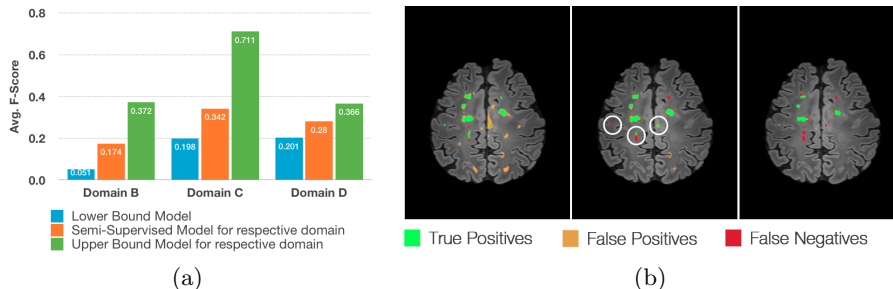 0.8
0.6
0.4
0.2
0.0
Avg. F-Score
0.051
0.174
0.372
0.198
0.342
0.711
0.201
0.28
0.366
Domain B
Domain C
Domain D
Lower Bound Model
Semi-Supervised Model for respective domain
Upper Bound Model for respective domain
(a)
True Positives
False Positives
False Negatives
(b)